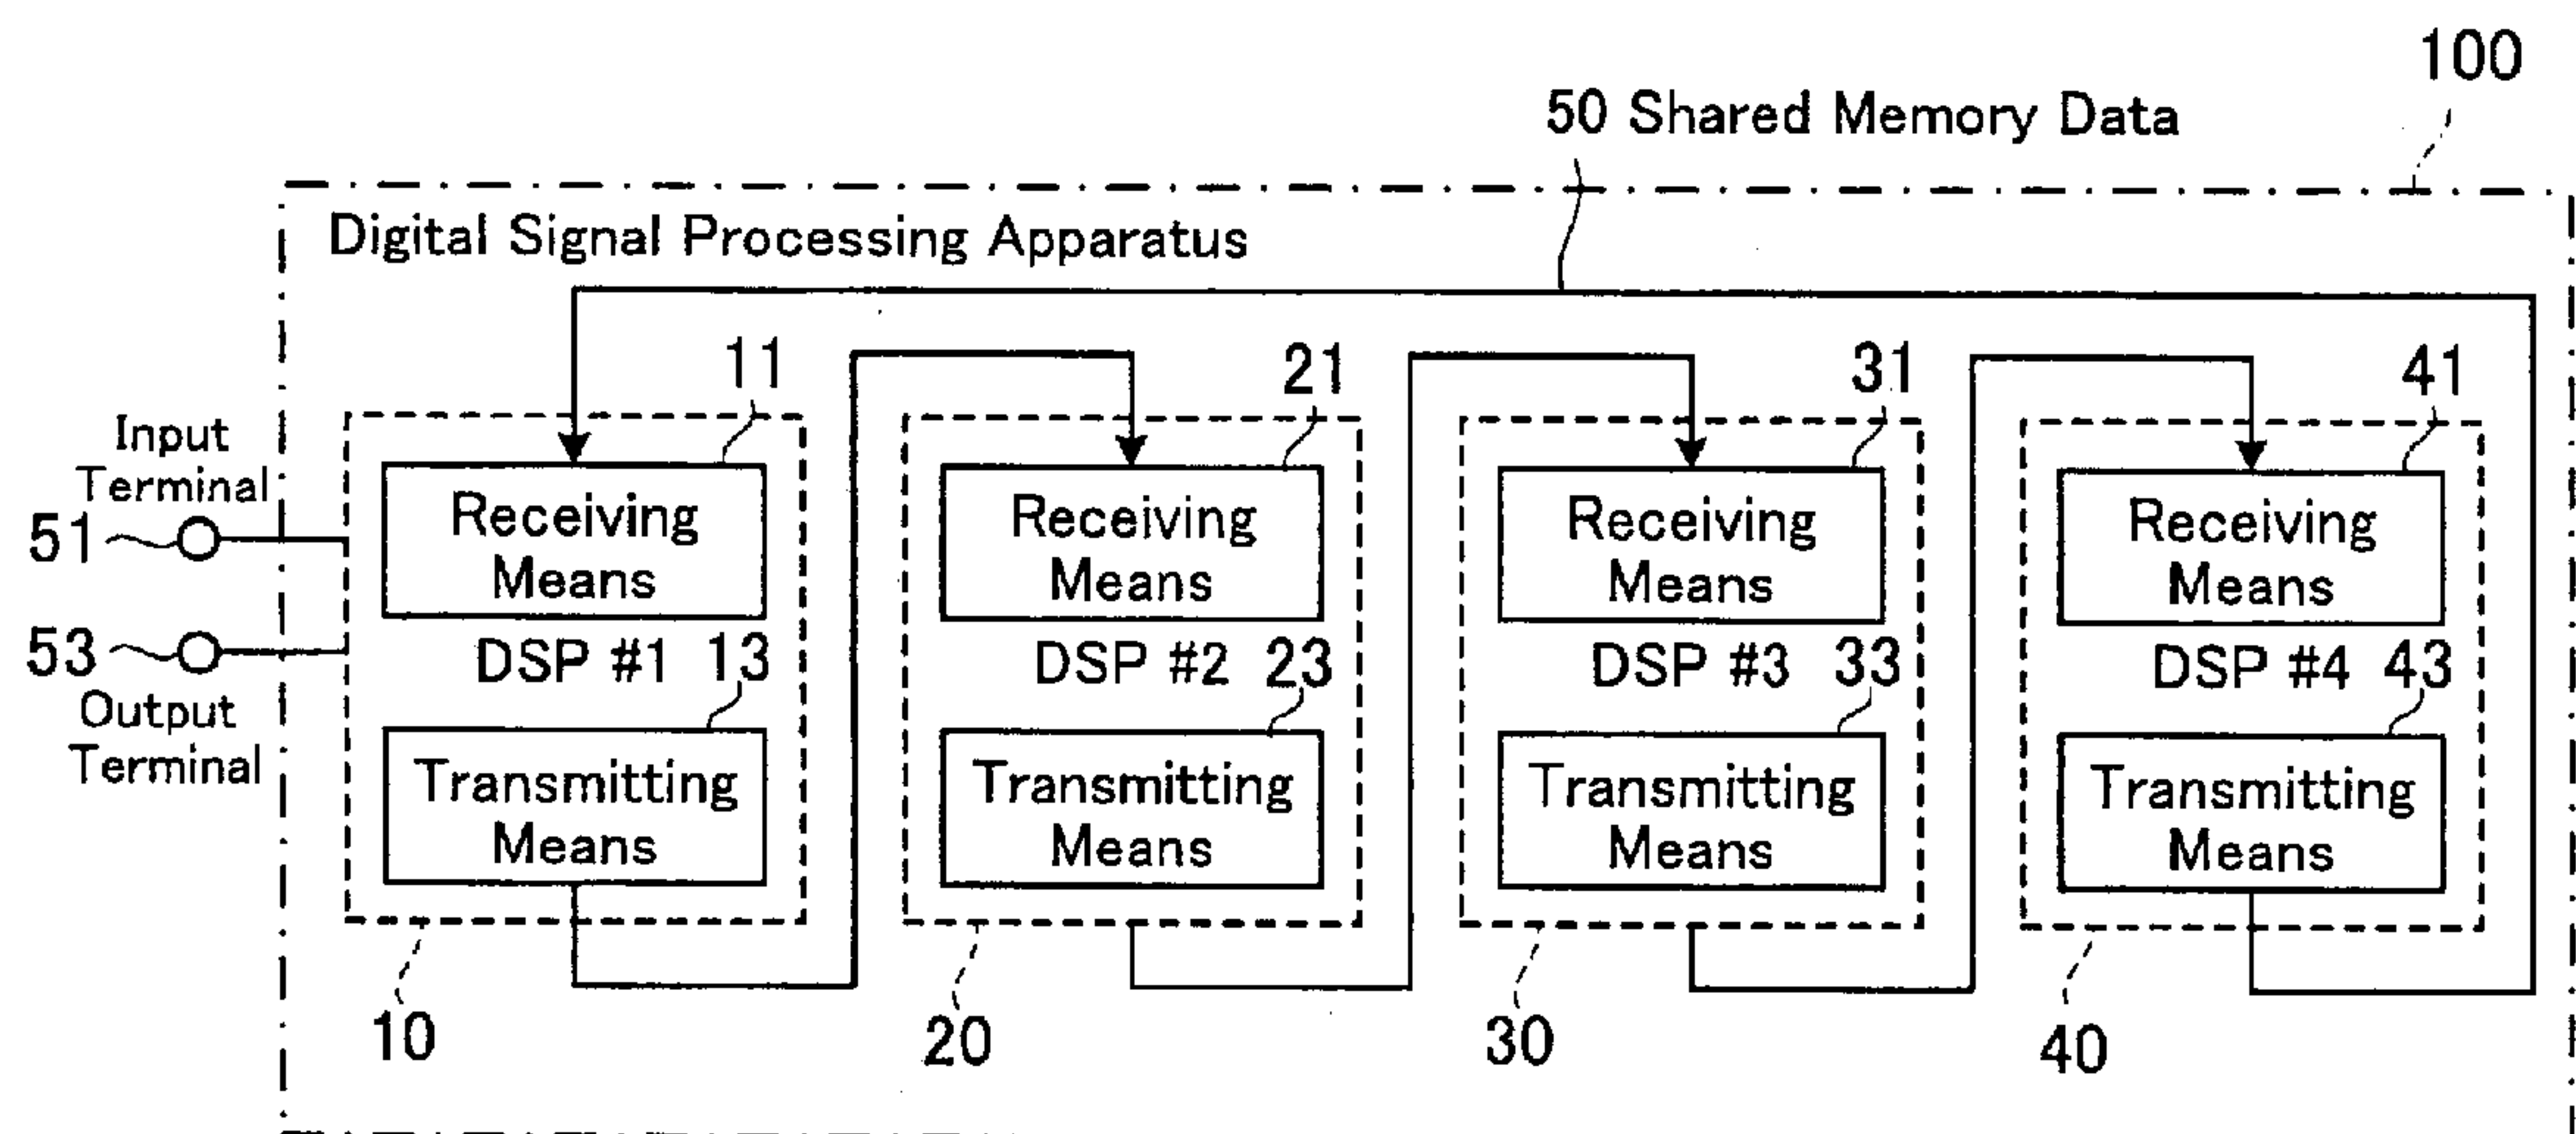 100
50 Shared Memory Data
Digital Signal Processing Apparatus
11
21
31
41
Input
Terminal
51
Receiving
Means
Receiving
Means
Receiving
Means
Receiving
Means
53
Output
Terminal
DSP #1
13
DSP #2
23
DSP #3
33
DSP #4
43
Transmitting
Means
Transmitting
Means
Transmitting
Means
Transmitting
Means
10
20
30
40